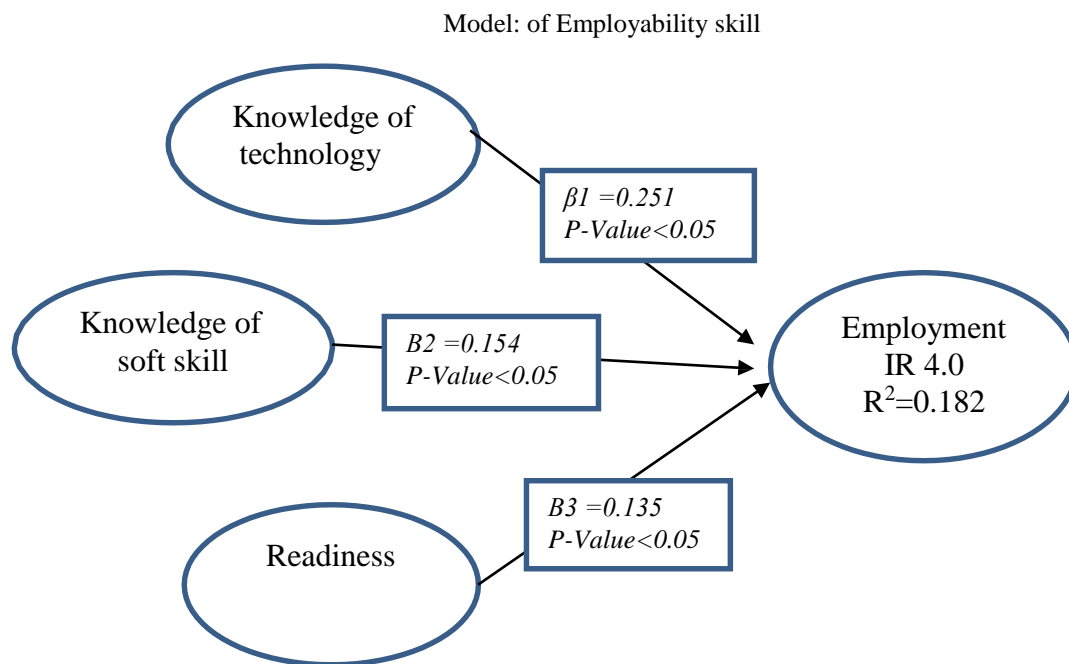 Model: of Employability skill
Knowledge of
technology
β1 =0.251
P-Value<0.05
Knowledge of
soft skill
B2 =0.154
P-Value<0.05
Employment
IR 4.0
R²=0.182
B3 =0.135
P-Value<0.05
Readiness